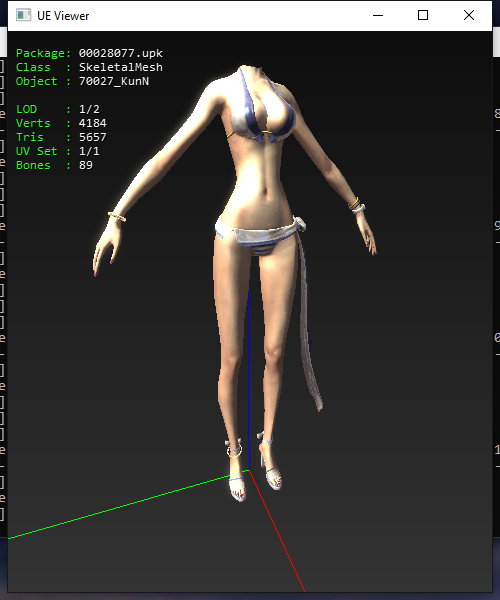 UE Viewer
Package: 00028077.upk
Class : SkeletalMesh
Object : 70027_KunN
LOD : 1/2
Verts : 4184
Tris : 5657
UV Set : 1/1
Bones : 89